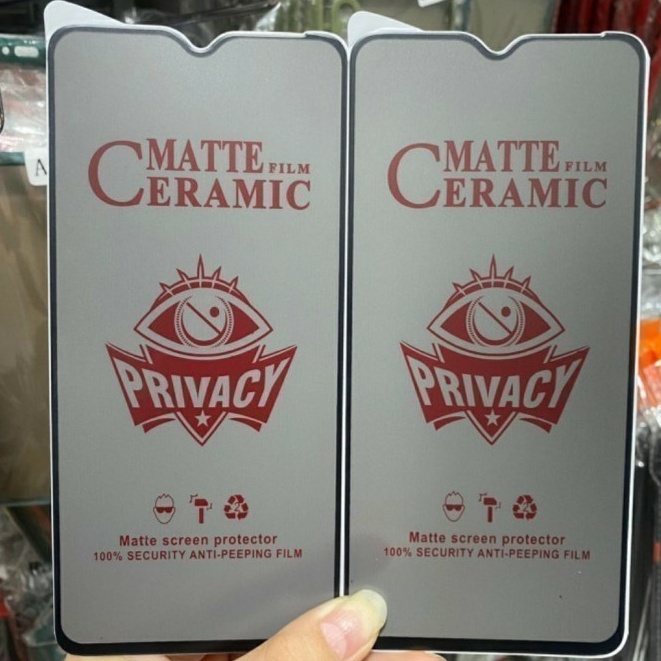 MATTE FILM
CERAMIC
PRIVACY
Matte screen protector
100% SECURITY ANTI-PEEPING FILM
MATTE FILM
CERAMIC
PRIVACY
Matte screen protector
100% SECURITY ANTI-PEEPING FILM
A